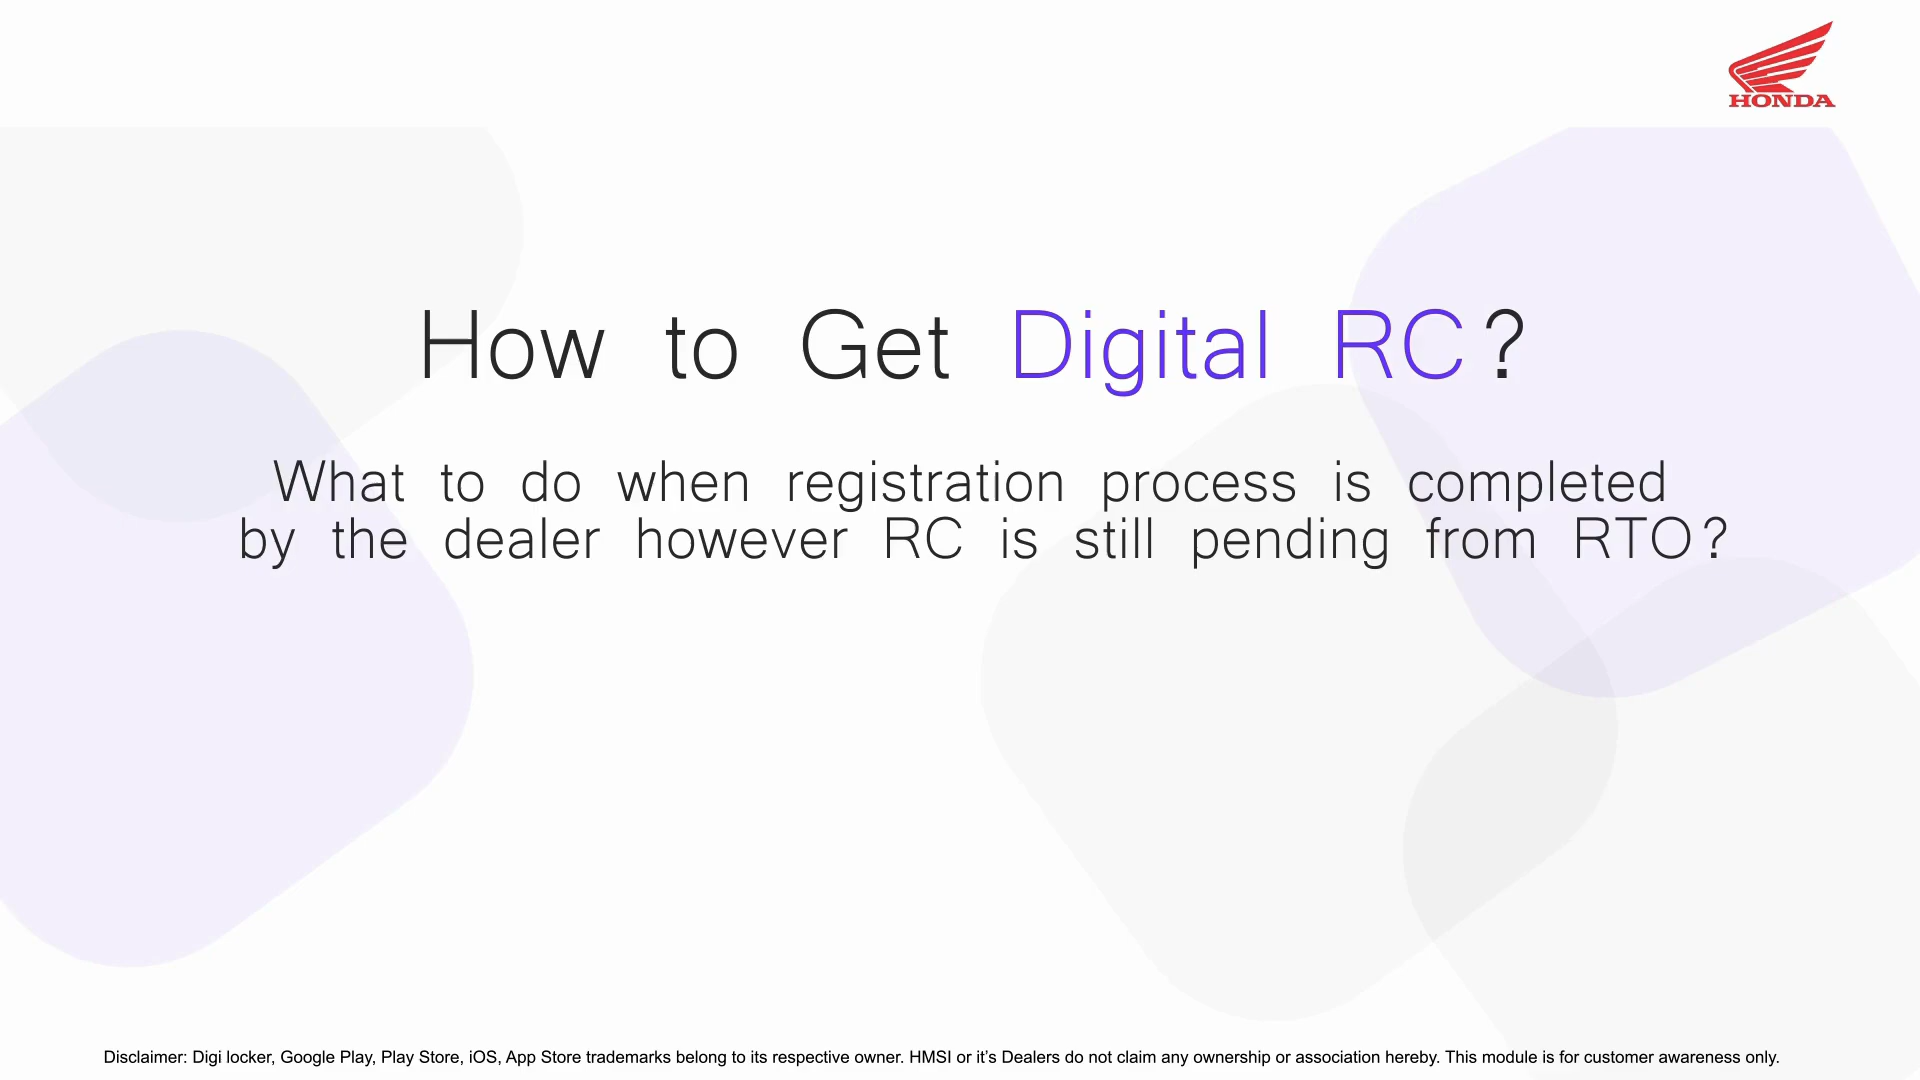 HONDA
How to Get Digital RC?
What to do when registration process is completed
by the dealer however RC is still pending from RTO?
Disclaimer: Digi locker, Google Play, Play Store, iOS, App Store trademarks belong to its respective owner. HMSI or it’s Dealers do not claim any ownership or association hereby. This module is for customer awareness only.